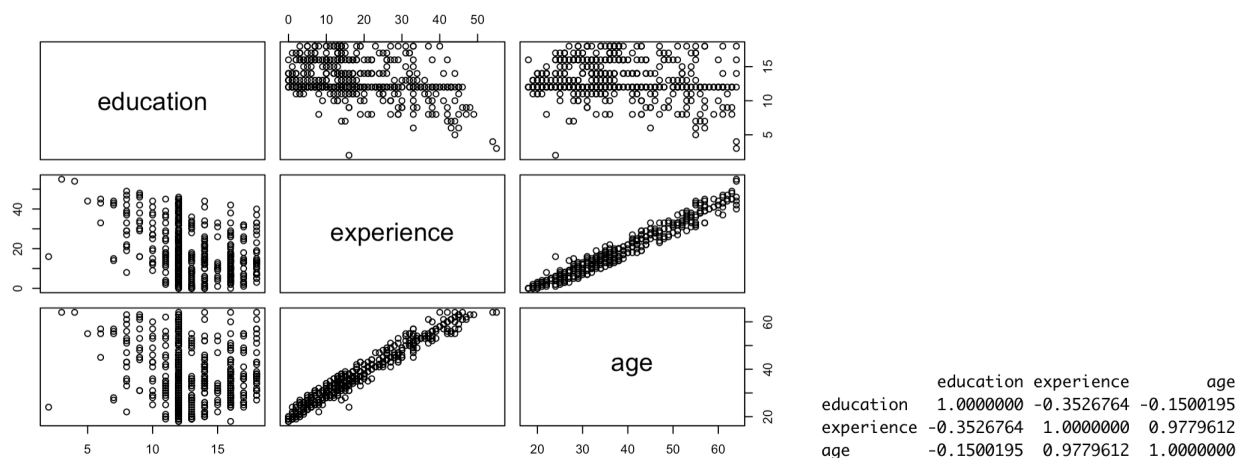 0 10 20 30 40 50
education
5 10 15
0 20 40
experience
age
20 40 60
5 10 15
20 30 40 50 60
education experience age
education 1.0000000 -0.3526764 -0.1500195
experience -0.3526764 1.0000000 0.9779612
age -0.1500195 0.9779612 1.0000000